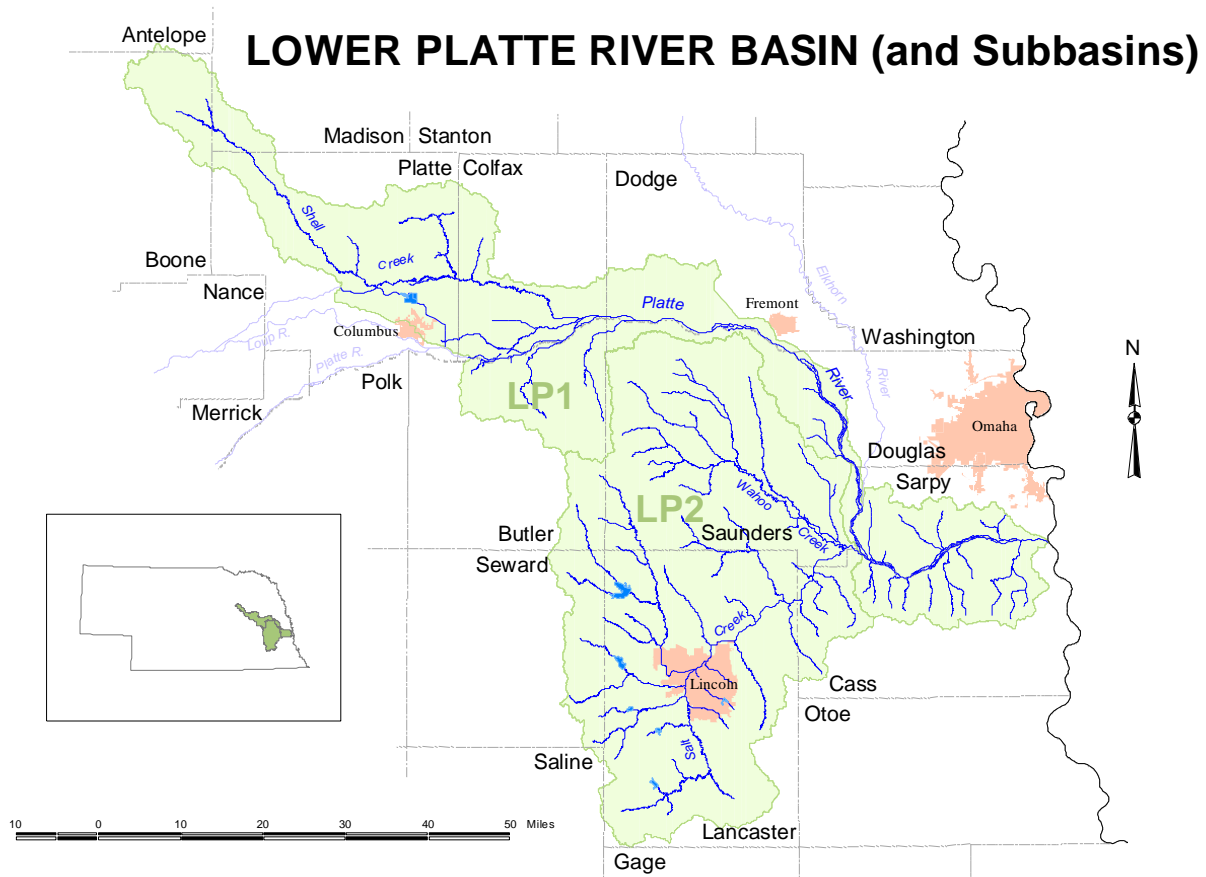 Antelope
LOWER PLATTE RIVER BASIN (and Subbasins)
Madison
Stanton
Platte
Colfax
Dodge
Shell
Creek
Boone
Nance
Elkhorn
River
Platte
River
Fremont
Columbus
Loup R.
Platte R.
Washington
Polk
Merrick
LP1
N
Omaha
Douglas
Sarpy
Wahoo
Creek
LP2
Saunders
Butler
Seward
Creek
Lincoln
Cass
Otoe
Salt
Saline
Lancaster
Gage
10 0 10 20 30 40 50 Miles